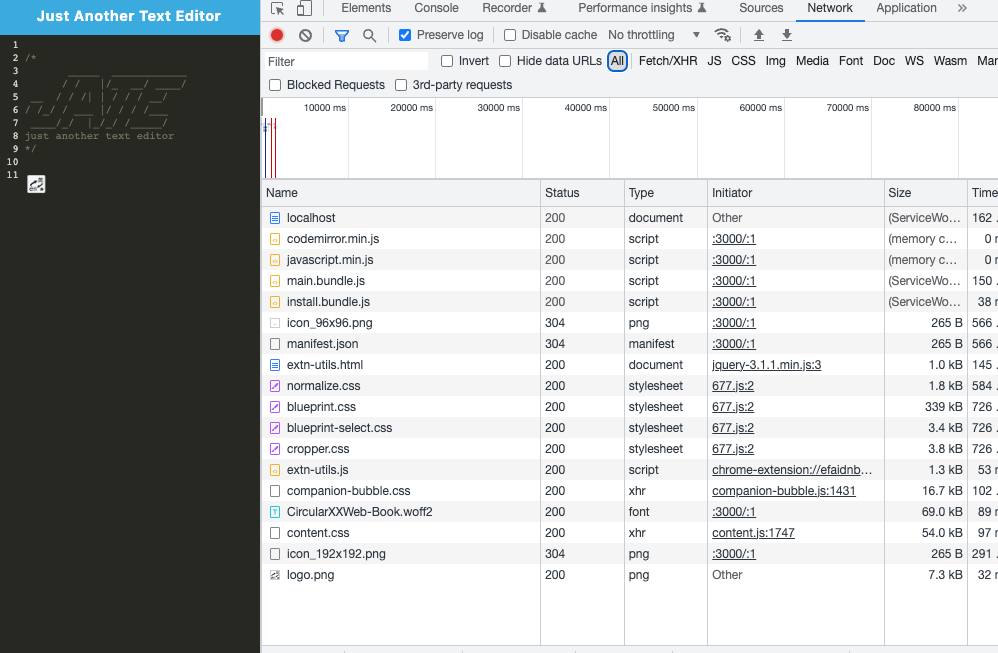 Just Another Text Editor
Elements Console Recorder Performance insights Sources Network Application »
Preserve log Disable cache No throttling
Filter Invert Hide data URLs All Fetch/XHR JS CSS Img Media Font Doc WS Wasm Mar
Blocked Requests 3rd-party requests
10000 ms 20000 ms 30000 ms 40000 ms 50000 ms 60000 ms 70000 ms 80000 ms
1
2 /*
3
4
5
6
7
8 just another text editor
9 */
10
11
Name Status Type Initiator Size Time
localhost 200 document Other (ServiceWo… 162
codemirror.min.js 200 script :3000/:1 (memory c… 0
javascript.min.js 200 script :3000/:1 (memory c… 0
main.bundle.js 200 script :3000/:1 (ServiceWo… 150
install.bundle.js 200 script :3000/:1 (ServiceWo… 38
icon_96x96.png 304 png :3000/:1 265 B 566
manifest.json 304 manifest :3000/:1 265 B 566
extn-utils.html 200 document jquery-3.1.1.min.js:3 1.0 kB 145
normalize.css 200 stylesheet 677.js:2 1.8 kB 584
blueprint.css 200 stylesheet 677.js:2 339 kB 726
blueprint-select.css 200 stylesheet 677.js:2 3.4 kB 726
cropper.css 200 stylesheet 677.js:2 3.8 kB 726
extn-utils.js 200 script chrome-extension://efaidnb… 1.3 kB 53
companion-bubble.css 200 xhr companion-bubble.js:1431 16.7 kB 102
CircularXXWeb-Book.woff2 200 font :3000/:1 69.0 kB 89
content.css 200 xhr content.js:1747 54.0 kB 97
icon_192x192.png 304 png :3000/:1 265 B 291
logo.png 200 png Other 7.3 kB 32